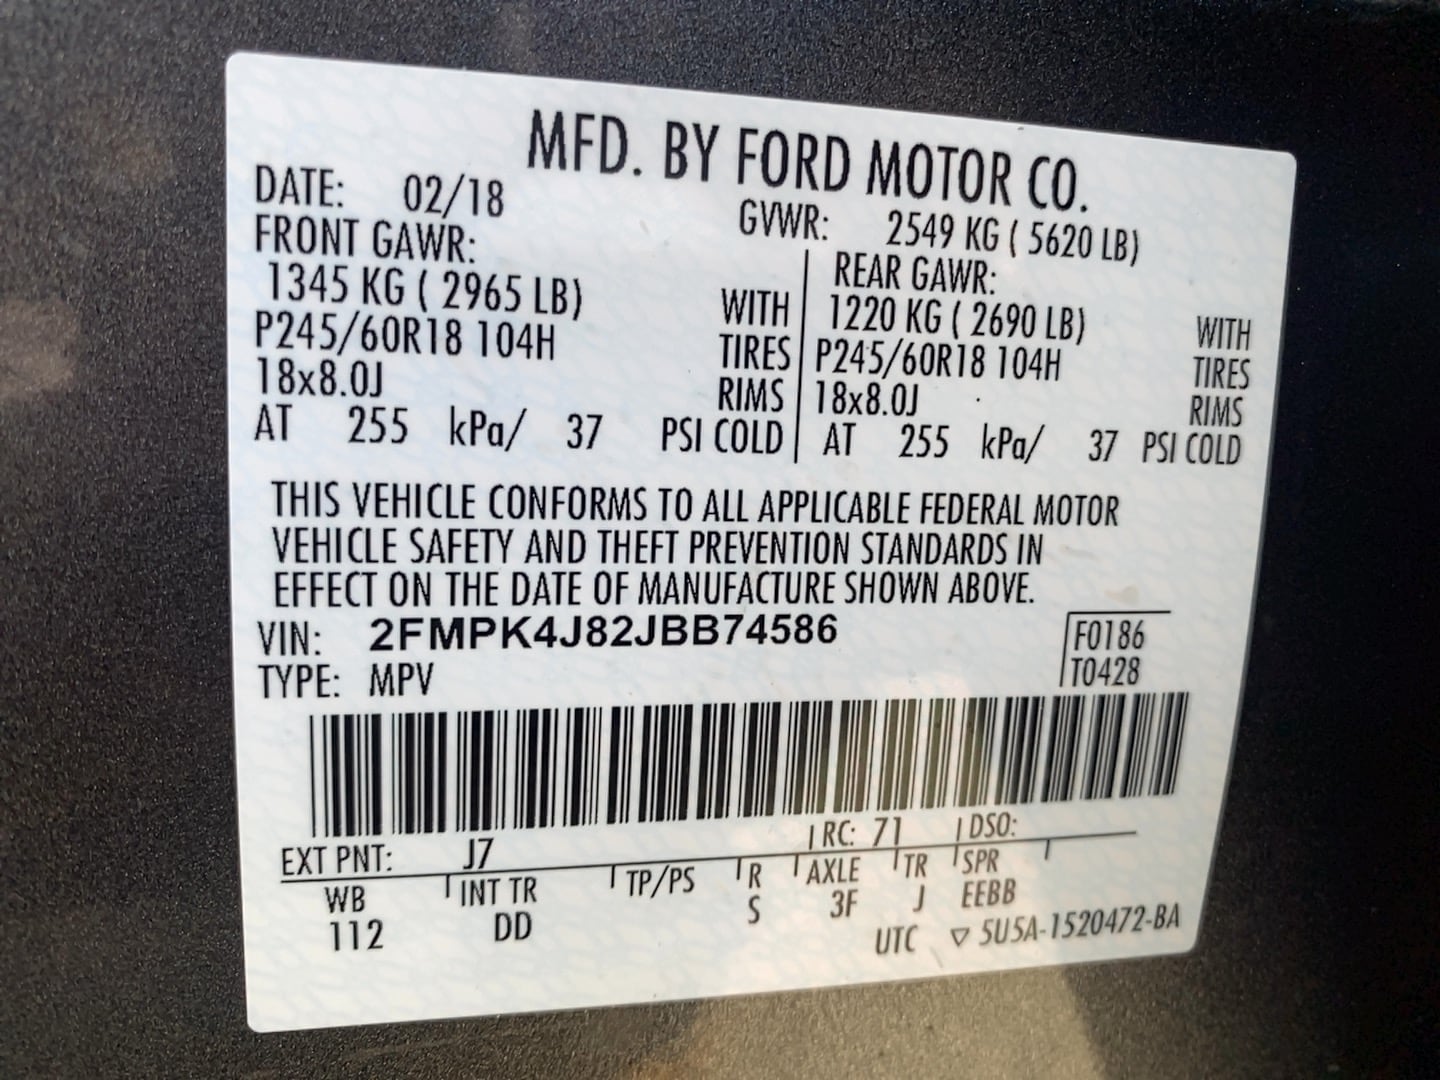 MFD. BY FORD MOTOR CO.
DATE: 02/18 GVWR: 2549 KG ( 5620 LB)
FRONT GAWR: REAR GAWR:
1345 KG ( 2965 LB) WITH 1220 KG ( 2690 LB) WITH
P245/60R18 104H TIRES P245/60R18 104H TIRES
18x8.0J RIMS 18x8.0J RIMS
AT 255 kPa/ 37 PSI COLD AT 255 kPa/ 37 PSI COLD
THIS VEHICLE CONFORMS TO ALL APPLICABLE FEDERAL MOTOR
VEHICLE SAFETY AND THEFT PREVENTION STANDARDS IN
EFFECT ON THE DATE OF MANUFACTURE SHOWN ABOVE.
VIN: 2FMPK4J82JBB74586 F0186
TYPE: MPV T0428
EXT PNT: J7 RC: 71 DSO:
WB INT TR TP/PS R AXLE TR SPR
112 DD S 3F J EEBB
UTC ▽ 5U5A-1520472-BA